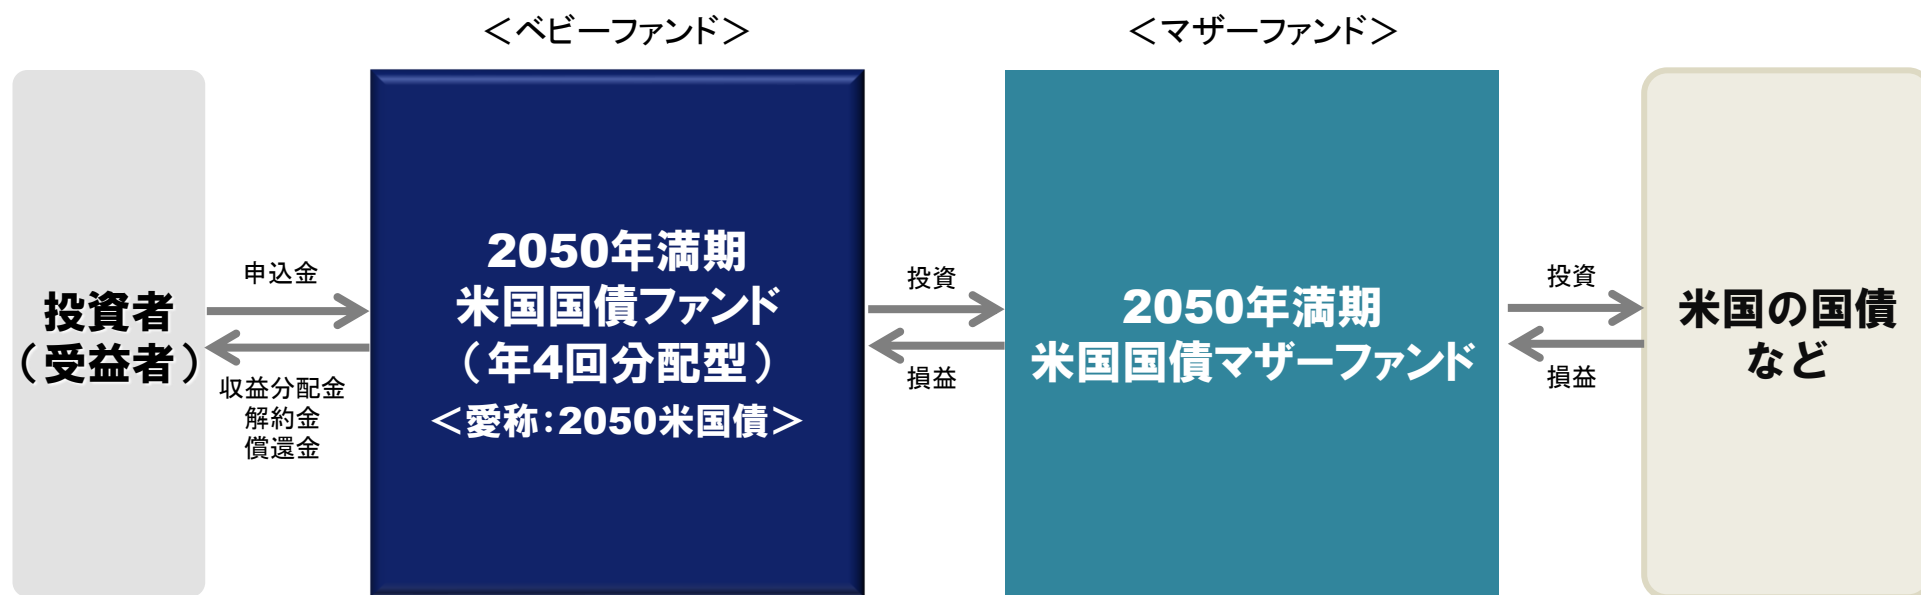 ＜ベビーファンド＞
＜マザーファンド＞
投資者
（受益者）
申込金
収益分配金
解約金
償還金
2050年満期
米国国債ファンド
（年4回分配型）
＜愛称：2050米国債＞
投資
損益
2050年満期
米国国債マザーファンド
投資
損益
米国の国債
など